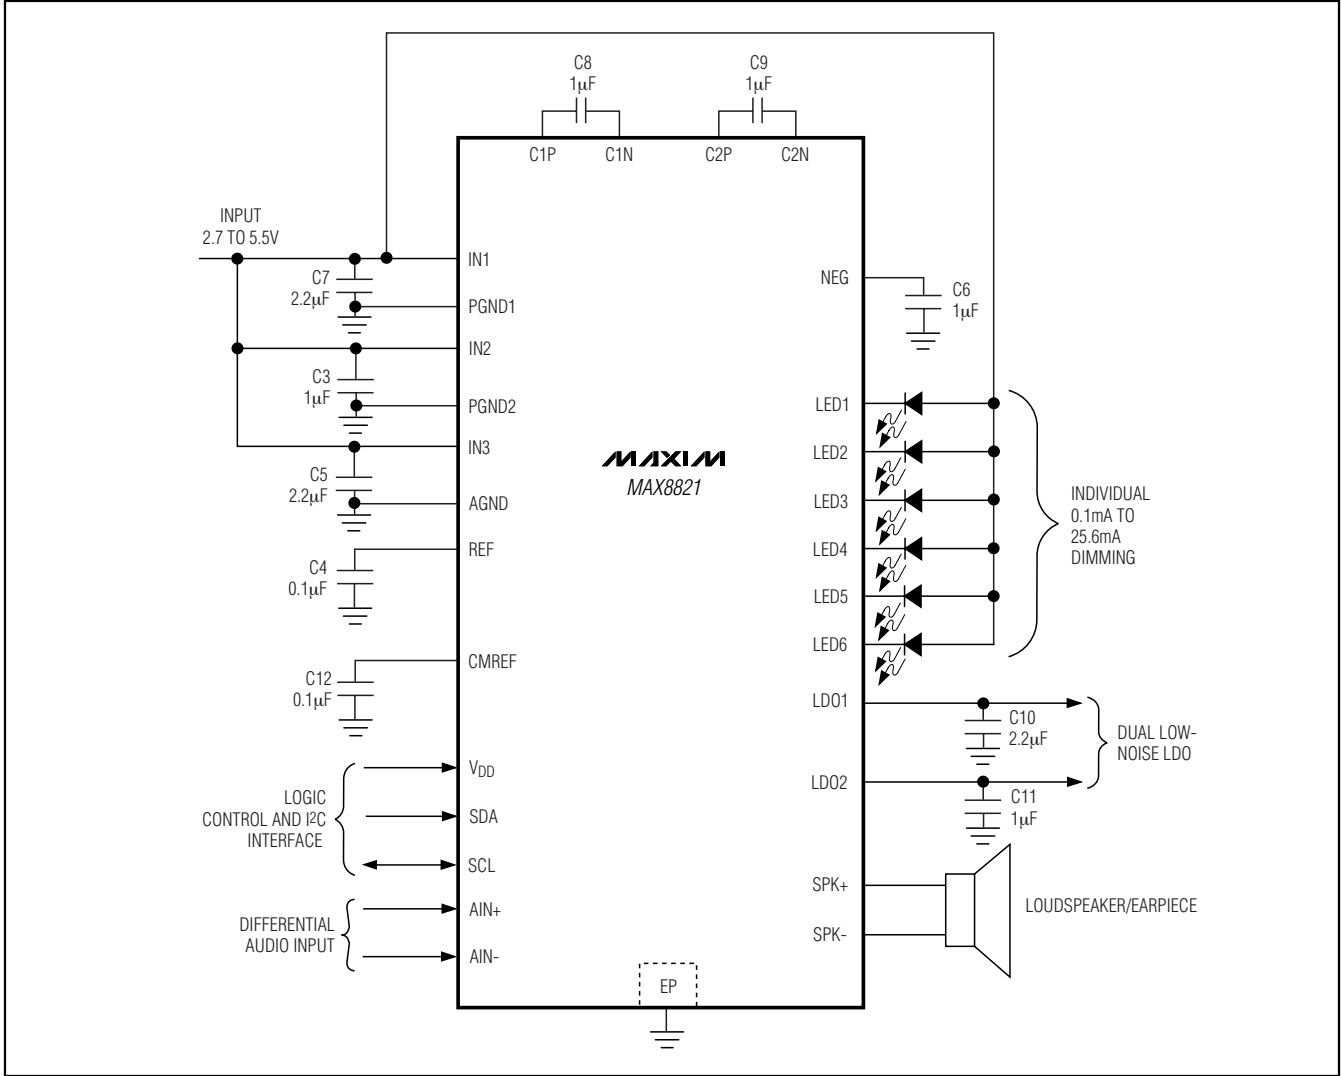 C8
1µF
C9
1µF
C1P
C1N
C2P
C2N
INPUT
2.7 TO 5.5V
IN1
C7
2.2µF
PGND1
IN2
C3
1µF
PGND2
IN3
C5
2.2µF
AGND
REF
C4
0.1µF
CMREF
C12
0.1µF
VDD
LOGIC
CONTROL AND I2C
INTERFACE
SDA
SCL
AIN+
DIFFERENTIAL
AUDIO INPUT
AIN-
MAXIM
MAX8821
EP
NEG
C6
1µF
LED1
LED2
LED3
LED4
LED5
LED6
INDIVIDUAL
0.1mA TO
25.6mA
DIMMING
LDO1
C10
2.2µF
DUAL LOW-
NOISE LDO
LDO2
C11
1µF
SPK+
LOUDSPEAKER/EARPIECE
SPK-